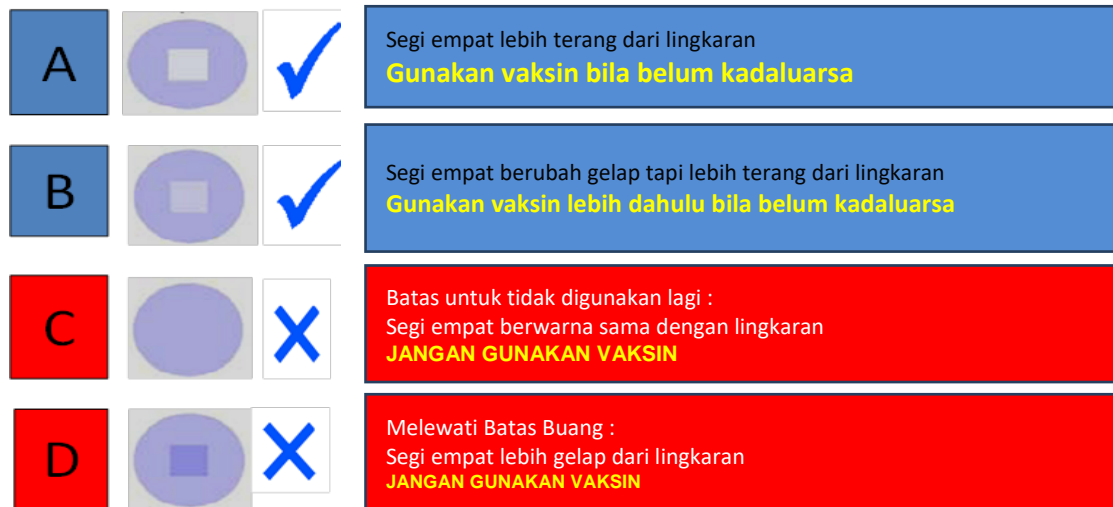 A
Segi empat lebih terang dari lingkaran
Gunakan vaksin bila belum kadaluarsa
B
Segi empat berubah gelap tapi lebih terang dari lingkaran
Gunakan vaksin lebih dahulu bila belum kadaluarsa
C
Batas untuk tidak digunakan lagi :
Segi empat berwarna sama dengan lingkaran
JANGAN GUNAKAN VAKSIN
D
Melewati Batas Buang :
Segi empat lebih gelap dari lingkaran
JANGAN GUNAKAN VAKSIN